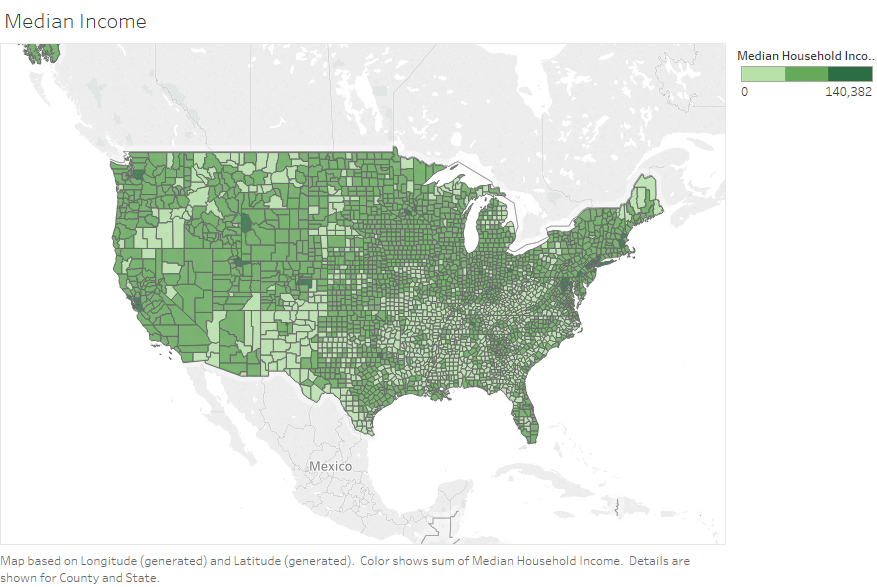 Median Income
Median Household Inco..
0 140,382
Mexico
Map based on Longitude (generated) and Latitude (generated). Color shows sum of Median Household Income. Details are
shown for County and State.